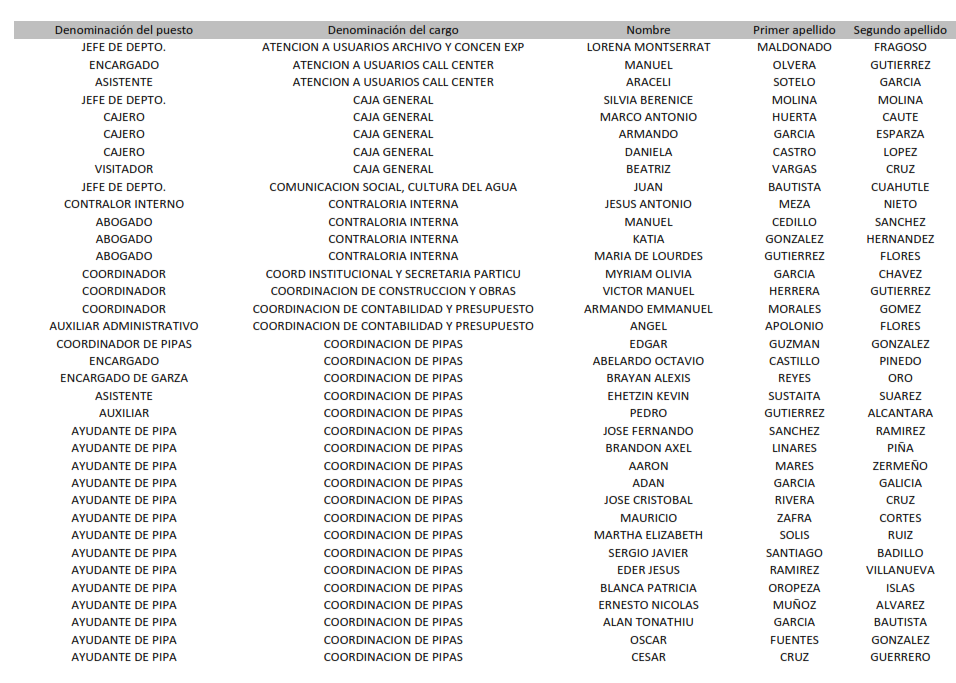 Denominación del puesto Denominación del cargo Nombre Primer apellido Segundo apellido
JEFE DE DEPTO. ATENCION A USUARIOS ARCHIVO Y CONCEN EXP LORENA MONTSERRAT MALDONADO FRAGOSO
ENCARGADO ATENCION A USUARIOS CALL CENTER MANUEL OLVERA GUTIERREZ
ASISTENTE ATENCION A USUARIOS CALL CENTER ARACELI SOTELO GARCIA
JEFE DE DEPTO. CAJA GENERAL SILVIA BERENICE MOLINA MOLINA
CAJERO CAJA GENERAL MARCO ANTONIO HUERTA CAUTE
CAJERO CAJA GENERAL ARMANDO GARCIA ESPARZA
CAJERO CAJA GENERAL DANIELA CASTRO LOPEZ
VISITADOR CAJA GENERAL BEATRIZ VARGAS CRUZ
JEFE DE DEPTO. COMUNICACION SOCIAL, CULTURA DEL AGUA JUAN BAUTISTA CUAHUTLE
CONTRALOR INTERNO CONTRALORIA INTERNA JESUS ANTONIO MEZA NIETO
ABOGADO CONTRALORIA INTERNA MANUEL CEDILLO SANCHEZ
ABOGADO CONTRALORIA INTERNA KATIA GONZALEZ HERNANDEZ
ABOGADO CONTRALORIA INTERNA MARIA DE LOURDES GUTIERREZ FLORES
COORDINADOR COORD INSTITUCIONAL Y SECRETARIA PARTICU MYRIAM OLIVIA GARCIA CHAVEZ
COORDINADOR COORDINACION DE CONSTRUCCION Y OBRAS VICTOR MANUEL HERRERA GUTIERREZ
COORDINADOR COORDINACION DE CONTABILIDAD Y PRESUPUESTO ARMANDO EMMANUEL MORALES GOMEZ
AUXILIAR ADMINISTRATIVO COORDINACION DE CONTABILIDAD Y PRESUPUESTO ANGEL APOLONIO FLORES
COORDINADOR DE PIPAS COORDINACION DE PIPAS EDGAR GUZMAN GONZALEZ
ENCARGADO COORDINACION DE PIPAS ABELARDO OCTAVIO CASTILLO PINEDO
ENCARGADO DE GARZA COORDINACION DE PIPAS BRAYAN ALEXIS REYES ORO
ASISTENTE COORDINACION DE PIPAS EHETZIN KEVIN SUSTAITA SUAREZ
AUXILIAR COORDINACION DE PIPAS PEDRO GUTIERREZ ALCANTARA
AYUDANTE DE PIPA COORDINACION DE PIPAS JOSE FERNANDO SANCHEZ RAMIREZ
AYUDANTE DE PIPA COORDINACION DE PIPAS BRANDON AXEL LINARES PIÑA
AYUDANTE DE PIPA COORDINACION DE PIPAS AARON MARES ZERMEÑO
AYUDANTE DE PIPA COORDINACION DE PIPAS ADAN GARCIA GALICIA
AYUDANTE DE PIPA COORDINACION DE PIPAS JOSE CRISTOBAL RIVERA CRUZ
AYUDANTE DE PIPA COORDINACION DE PIPAS MAURICIO ZAFRA CORTES
AYUDANTE DE PIPA COORDINACION DE PIPAS MARTHA ELIZABETH SOLIS RUIZ
AYUDANTE DE PIPA COORDINACION DE PIPAS SERGIO JAVIER SANTIAGO BADILLO
AYUDANTE DE PIPA COORDINACION DE PIPAS EDER JESUS RAMIREZ VILLANUEVA
AYUDANTE DE PIPA COORDINACION DE PIPAS BLANCA PATRICIA OROPEZA ISLAS
AYUDANTE DE PIPA COORDINACION DE PIPAS ERNESTO NICOLAS MUÑOZ ALVAREZ
AYUDANTE DE PIPA COORDINACION DE PIPAS ALAN TONATHIU GARCIA BAUTISTA
AYUDANTE DE PIPA COORDINACION DE PIPAS OSCAR FUENTES GONZALEZ
AYUDANTE DE PIPA COORDINACION DE PIPAS CESAR CRUZ GUERRERO